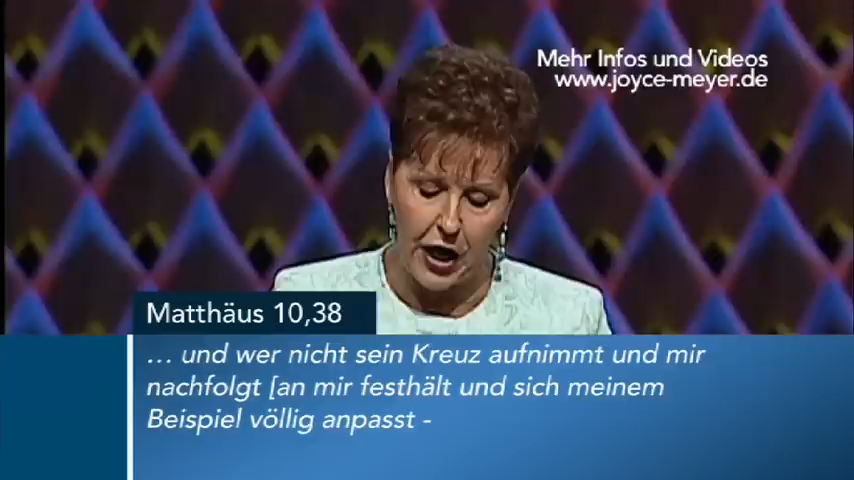 Mehr Infos und Videos
www.joyce-meyer.de
Matthäus 10,38
... und wer nicht sein Kreuz aufnimmt und mir
nachfolgt [an mir festhält und sich meinem
Beispiel völlig anpasst -